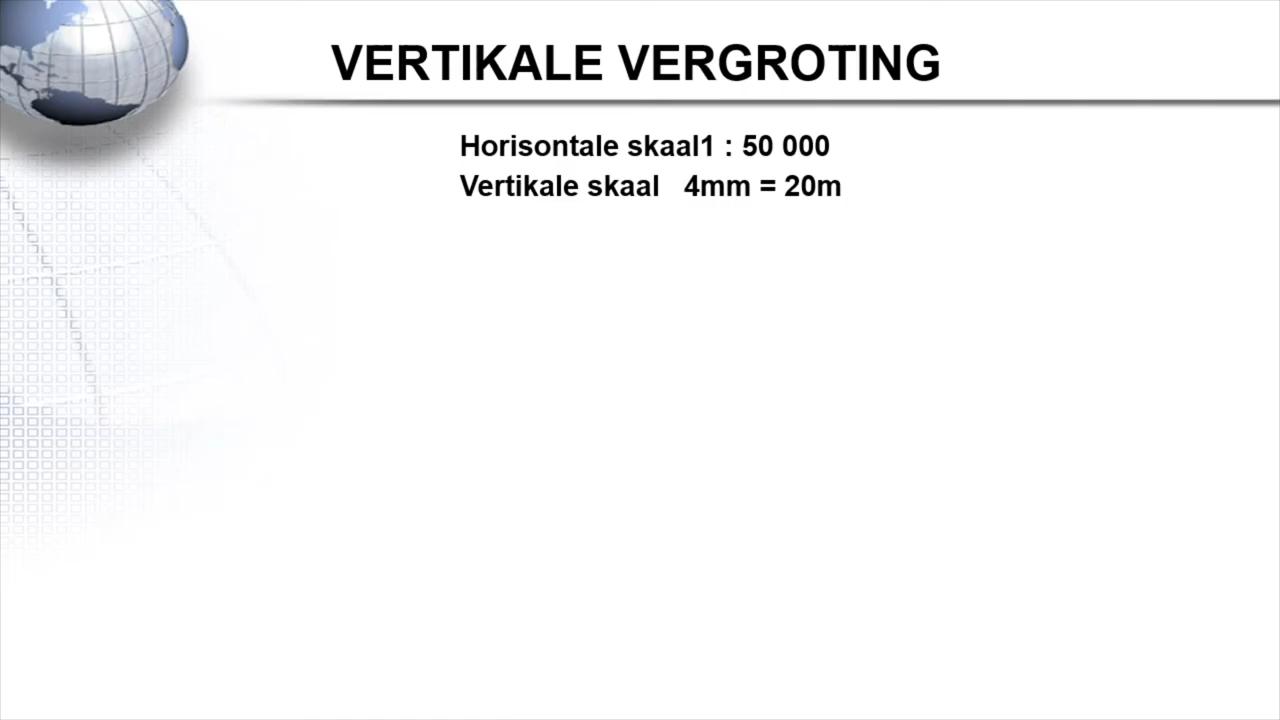 VERTIKALE VERGROTING
Horisontale skaal1 : 50 000
Vertikale skaal 4mm = 20m